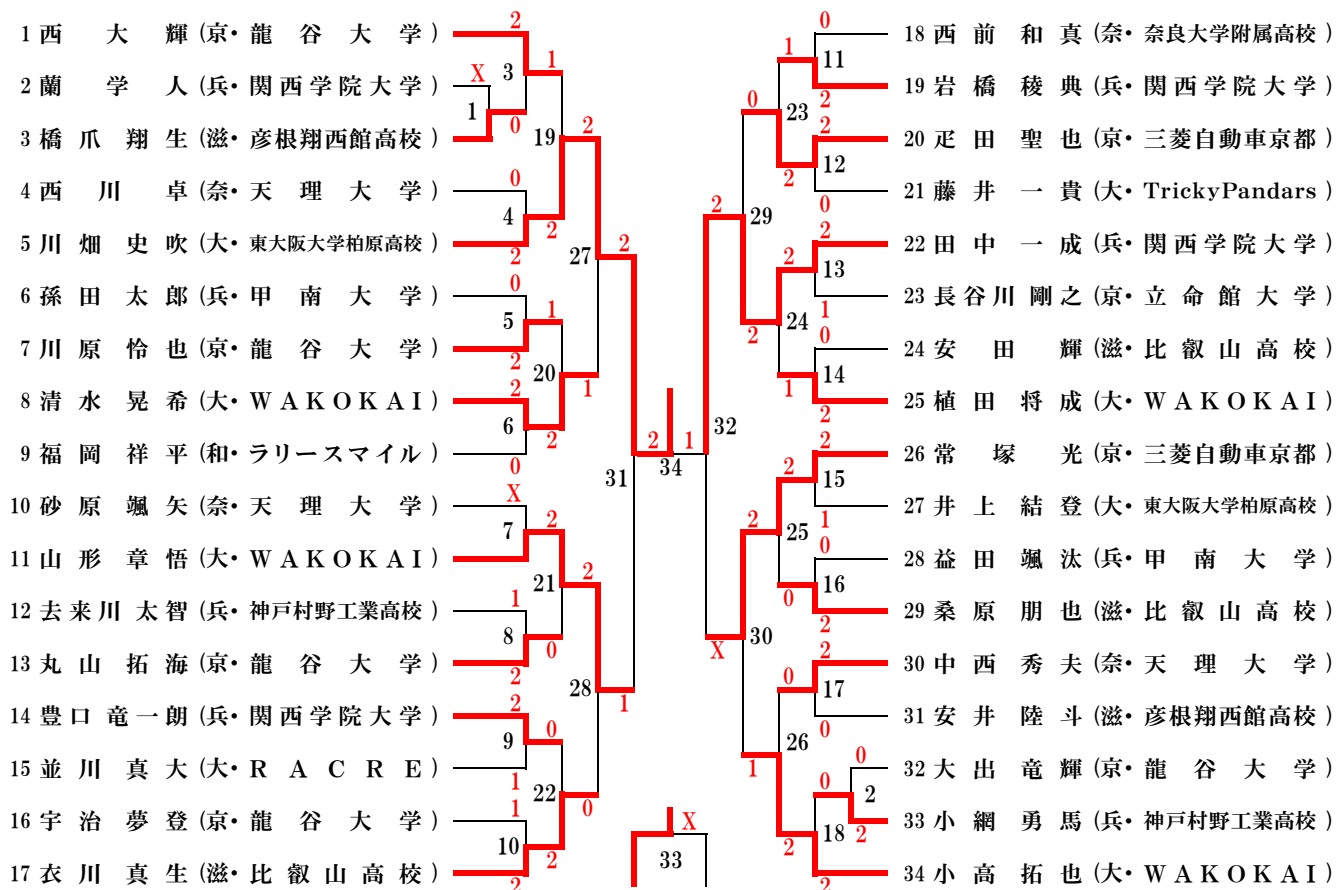 1 西 大 輝 (京・龍 谷 大 学)
2 蘭 学 人 (兵・関西学院大学)
3 橋 爪 翔 生 (滋・彦根翔西館高校)
4 西 川 卓 (奈・天 理 大 学)
5 川 畑 史 吹 (大・東大阪大学柏原高校)
6 孫 田 太 郎 (兵・甲 南 大 学)
7 川 原 怜 也 (京・龍 谷 大 学)
8 清 水 晃 希 (大・WAKOKAI)
9 福 岡 祥 平 (和・ラリースマイル)
10 砂 原 颯 矢 (奈・天 理 大 学)
11 山 形 章 悟 (大・WAKOKAI)
12 去来川 太智 (兵・神戸村野工業高校)
13 丸 山 拓 海 (京・龍 谷 大 学)
14 豊口 竜一朗 (兵・関西学院大学)
15 並 川 真 大 (大・RACRE)
16 宇 治 夢 登 (京・龍 谷 大 学)
17 衣 川 真 生 (滋・比叡山高校)
2
X
3
1
1
0
19
2
0
4
2
2
27
2
0
5
1
2
20
1
2
6
2
0
31
2
34
1
X
7
2
21
2
1
8
0
2
28
1
2
9
0
1
22
0
1
10
2
2
X
33
0
11
1
2
0
23
2
12
2
0
2
29
2
13
2
1
24
2
0
14
1
2
32
2
15
2
1
25
2
0
16
0
2
X
30
2
17
0
0
26
1
0
2
0
2
18
2
2
18 西 前 和 真 (奈・奈良大学附属高校)
19 岩 橋 稜 典 (兵・関西学院大学)
20 疋 田 聖 也 (京・三菱自動車京都)
21 藤 井 一 貴 (大・TrickyPandars)
22 田 中 一 成 (兵・関西学院大学)
23 長谷川 剛之 (京・立命館大学)
24 安 田 輝 (滋・比叡山高校)
25 植 田 将 成 (大・WAKOKAI)
26 常 塚 光 (京・三菱自動車京都)
27 井 上 結 登 (大・東大阪大学柏原高校)
28 益 田 颯 汰 (兵・甲 南 大 学)
29 桑 原 朋 也 (滋・比叡山高校)
30 中 西 秀 夫 (奈・天 理 大 学)
31 安 井 陸 斗 (滋・彦根翔西館高校)
32 大 出 竜 輝 (京・龍 谷 大 学)
33 小 網 勇 馬 (兵・神戸村野工業高校)
34 小 高 拓 也 (大・WAKOKAI)